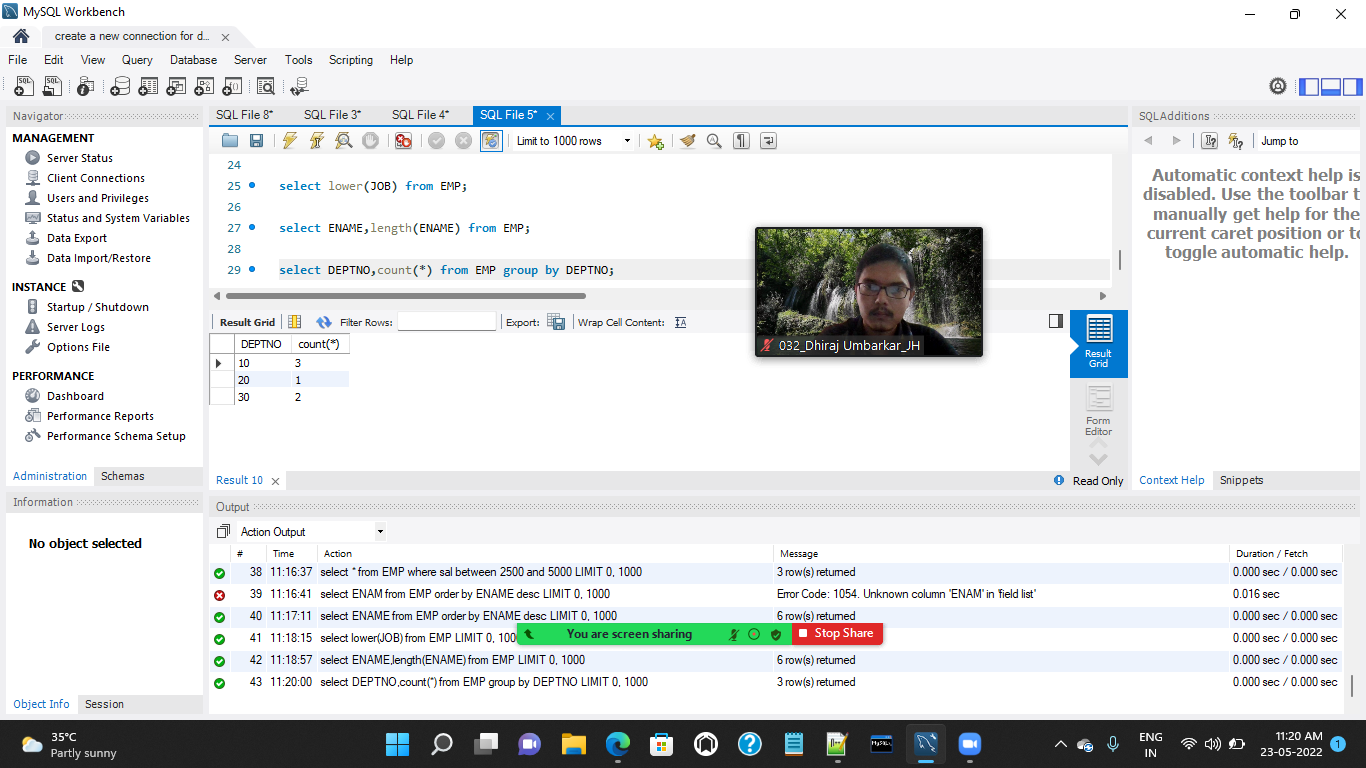 MySQL Workbench
create a new connection for d...
File Edit View Query Database Server Tools Scripting Help
Navigator
MANAGEMENT
Server Status
Client Connections
Users and Privileges
Status and System Variables
Data Export
Data Import/Restore
INSTANCE
Startup / Shutdown
Server Logs
Options File
PERFORMANCE
Dashboard
Performance Reports
Performance Schema Setup
Administration Schemas
Information
No object selected
Object Info Session
SQL File 8* SQL File 3* SQL File 4* SQL File 5*
Limit to 1000 rows
24
25 select lower(JOB) from EMP;
26
27 select ENAME,length(ENAME) from EMP;
28
29 select DEPTNO,count(*) from EMP group by DEPTNO;
032_Dhiraj Umbarkar_JH
Result Grid Filter Rows: Export: Wrap Cell Content:
DEPTNO count(*)
10 3
20 1
30 2
Result Grid
Form Editor
Result 10
Read Only
SQLAdditions
Jump to
Automatic context help is
disabled. Use the toolbar t
manually get help for the
current caret position or to
toggle automatic help.
Context Help Snippets
Output
Action Output
# Time Action Message Duration / Fetch
38 11:16:37 select * from EMP where sal between 2500 and 5000 LIMIT 0, 1000 3 row(s) returned 0.000 sec / 0.000 sec
39 11:16:41 select ENAM from EMP order by ENAME desc LIMIT 0, 1000 Error Code: 1054. Unknown column 'ENAM' in 'field list' 0.016 sec
40 11:17:11 select ENAME from EMP order by ENAME desc LIMIT 0, 1000 6 row(s) returned 0.000 sec / 0.000 sec
41 11:18:15 select lower(JOB) from EMP LIMIT 0, 100 0.000 sec / 0.000 sec
You are screen sharing Stop Share
42 11:18:57 select ENAME,length(ENAME) from EMP LIMIT 0, 1000 6 row(s) returned 0.000 sec / 0.000 sec
43 11:20:00 select DEPTNO,count(*) from EMP group by DEPTNO LIMIT 0, 1000 3 row(s) returned 0.000 sec / 0.000 sec
35°C
Partly sunny
ENG
IN
11:20 AM
23-05-2022
1